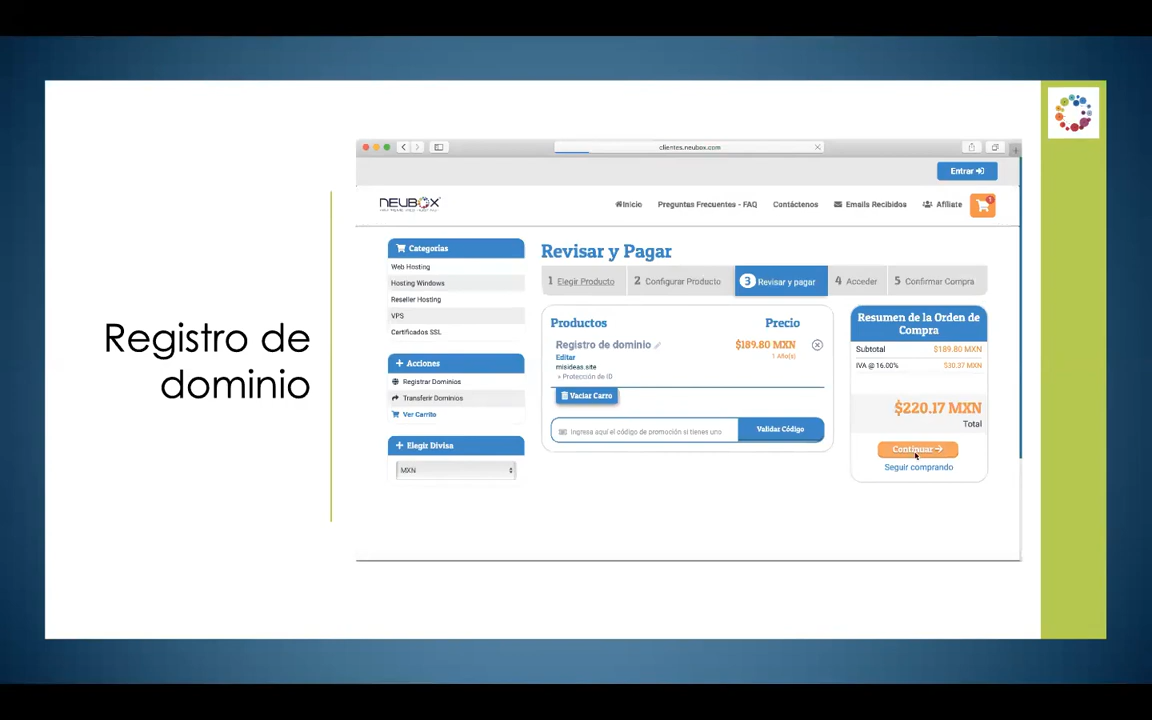 Registro de
dominio
clientes.neubox.com
Entrar
NEUBOX
Inicio
Preguntas Frecuentes - FAQ
Contáctenos
Emails Recibidos
Afíliate
1
Categorías
Web Hosting
Hosting Windows
Reseller Hosting
VPS
Certificados SSL
Acciones
Registrar Dominios
Transferir Dominios
Ver Carrito
Elegir Divisa
MXN
Revisar y Pagar
1 Elegir Producto
2 Configurar Producto
3 Revisar y pagar
4 Acceder
5 Confirmar Compra
Productos Precio
Registro de dominio $189.80 MXN
Editar 1 Año(s)
misideas.site
+ Protección de ID
Vaciar Carro
Ingresa aquí el código de promoción si tienes uno
Validar Código
Resumen de la Orden de
Compra
Subtotal $189.80 MXN
IVA @ 16.00% $30.37 MXN
$220.17 MXN
Total
Continuar
Seguir comprando